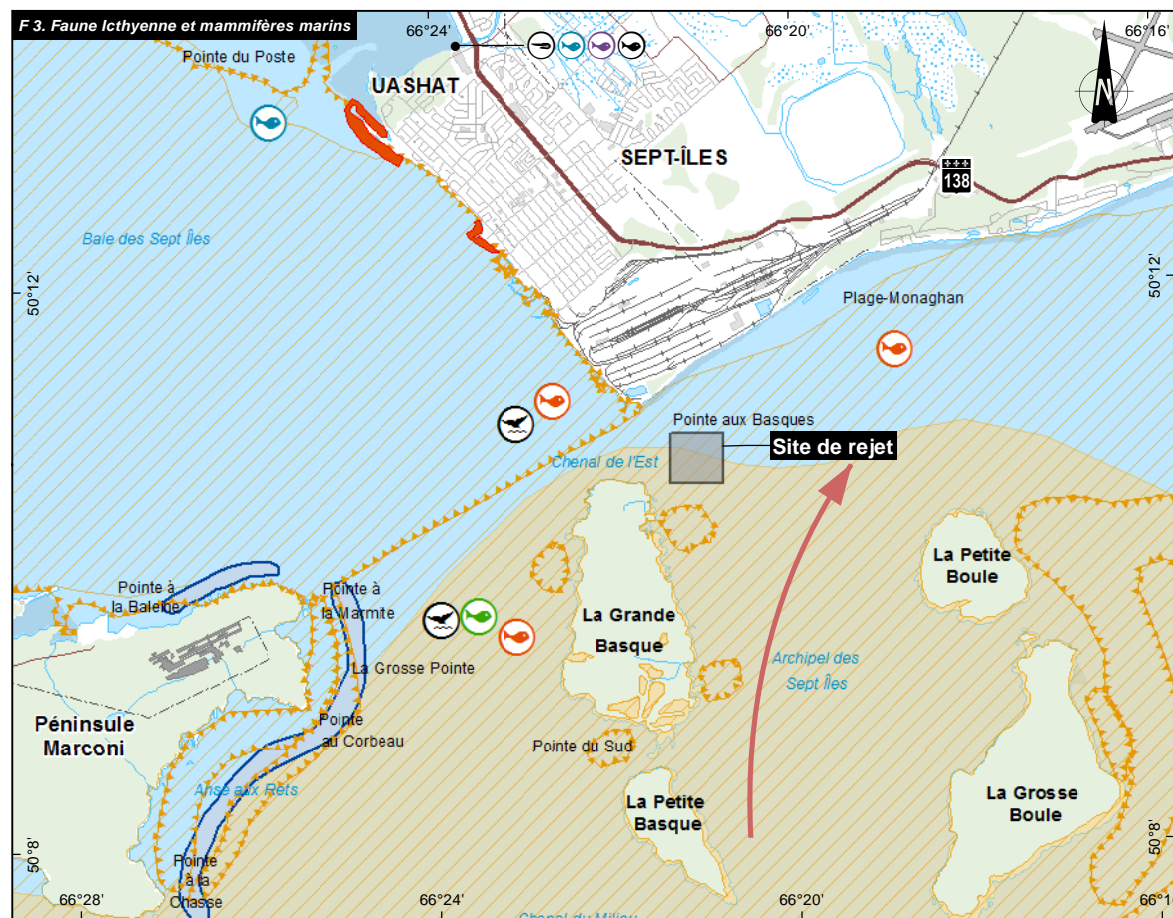 F 3. Faune Icthyenne et mammifères marins
66°24'
66°20'
66°16'
Pointe du Poste
UASHAT
SEPT-ÎLES
N
138
Baie des Sept Îles
50°12'
50°12'
Plage-Monaghan
Pointe aux Basques
Site de rejet
Chenal de l'Est
La Petite
Boule
Pointe à
la Baleine
Pointe à
la Marmite
La Grande
Basque
La Grosse Pointe
Archipel des
Sept Îles
Péninsule
Marconi
Pointe
au Corbeau
Pointe du Sud
Anse aux Rets
La Petite
Basque
La Grosse
Boule
50°8'
50°8'
Pointe
à la
Chasse
66°28'
66°24'
66°20'
Chenal du Milieu